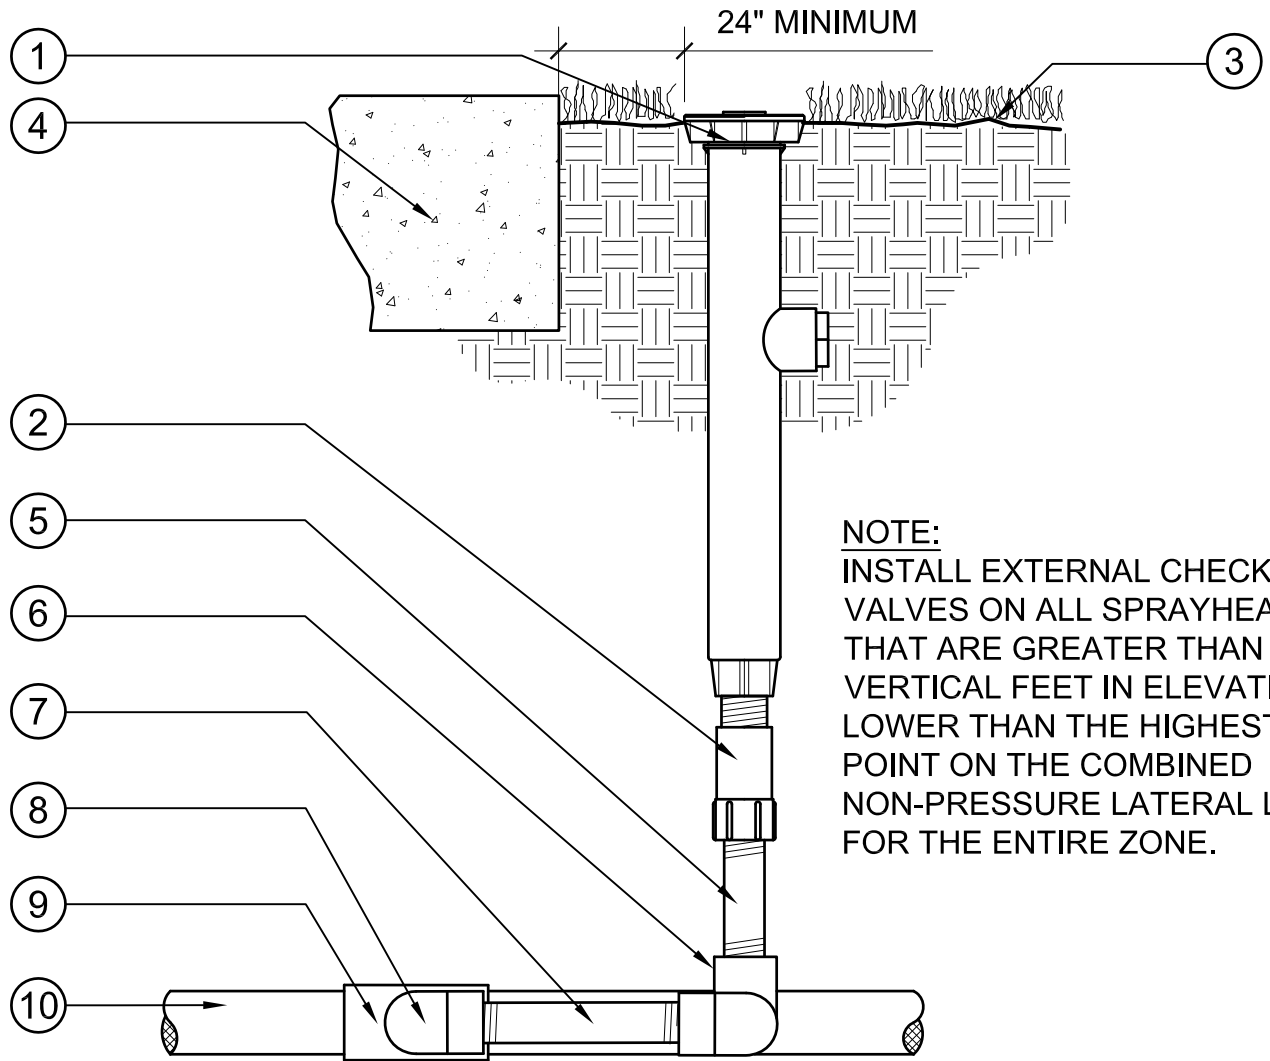 24" MINIMUM
1
3
4
2
5
NOTE:
INSTALL EXTERNAL CHECK
VALVES ON ALL
THAT ARE GREATER THAN
6
VERTICAL FEET IN
7
LOWER THAN THE HIGHEST
POINT ON THE COMBINED
8
NON-PRESSURE LATERAL
FOR THE ENTIRE ZONE.
9
10